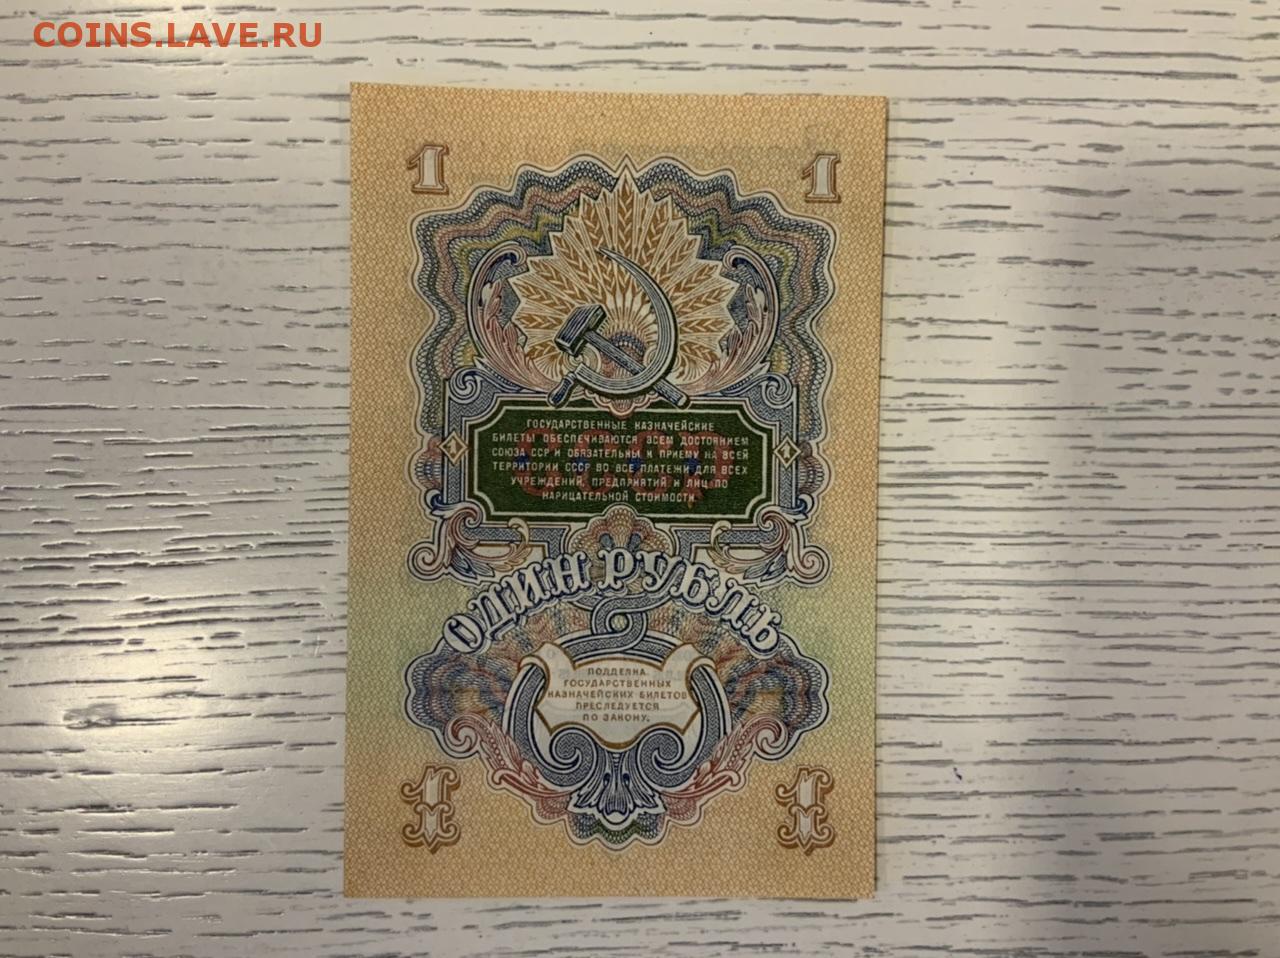 COINS.LAVE.RU
1 1
ГОСУДАРСТВЕННЫЕ КАЗНАЧЕЙСКИЕ
БИЛЕТЫ ОБЕСПЕЧИВАЮТСЯ ВСЕМ ДОСТОЯНИЕМ
СОЮЗА ССР И ОБЯЗАТЕЛЬНЫ К ПРИЕМУ НА ВСЕЙ
ТЕРРИТОРИИ СССР ВО ВСЕ ПЛАТЕЖИ ДЛЯ ВСЕХ
УЧРЕЖДЕНИЙ, ПРЕДПРИЯТИЙ И ЛИЦ ПО
НАРИЦАТЕЛЬНОЙ СТОИМОСТИ
1 1
ОДИН РУБЛЬ
ПОДДЕЛКА
ГОСУДАРСТВЕННЫХ
КАЗНАЧЕЙСКИХ БИЛЕТОВ
ПРЕСЛЕДУЕТСЯ
ПО ЗАКОНУ.
1 1